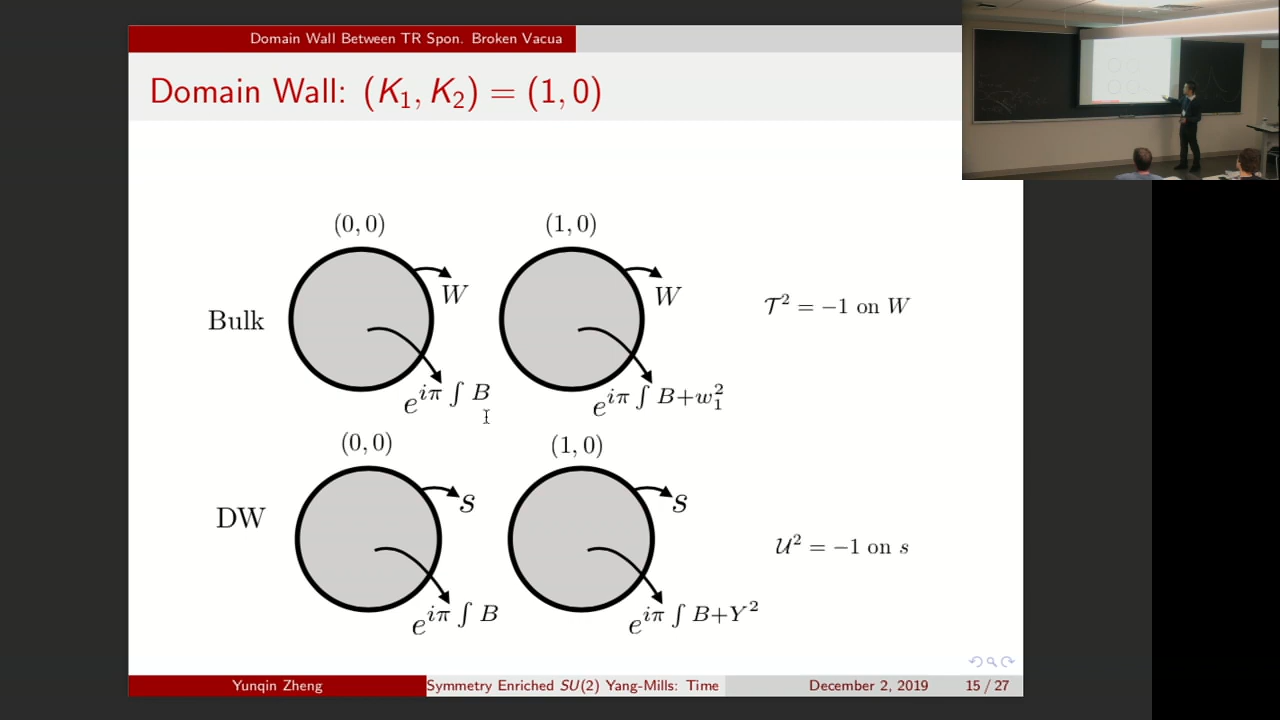 Domain Wall Between TR Spon. Broken Vacua
Domain Wall: (K₁, K₂) = (1, 0)
(0, 0) (1, 0)
W W
𝒯² = −1 on W
Bulk
e^{iπ ∫ B} e^{iπ ∫ B+w₁²}
(0, 0) (1, 0)
s s
DW
𝒰² = −1 on s
e^{iπ ∫ B} e^{iπ ∫ B+Y²}
Yunqin Zheng Symmetry Enriched SU(2) Yang-Mills: Time December 2, 2019 15 / 27